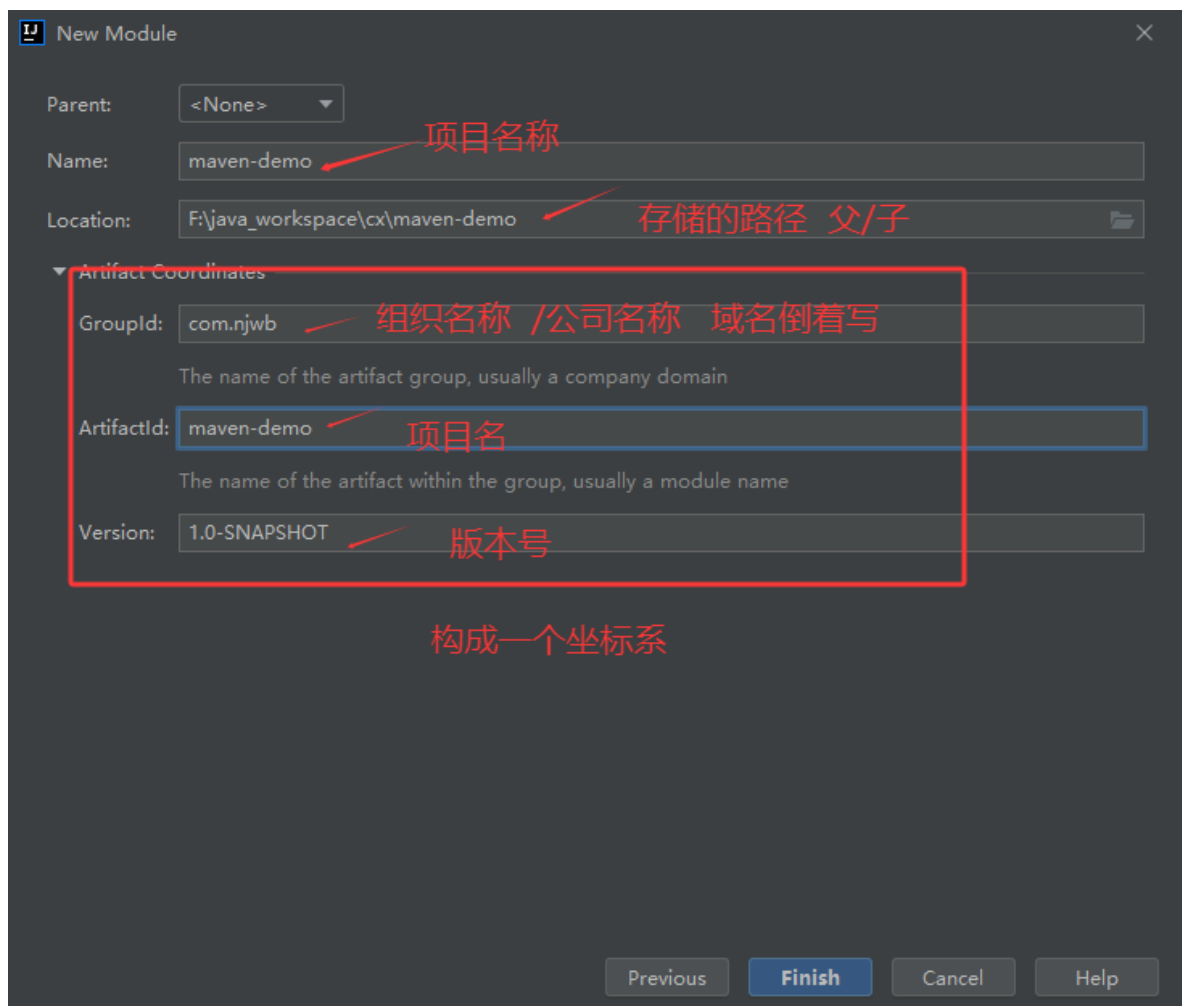 New Module
Parent: <None>
项目名称
Name: maven-demo
Location: F:\java_workspace\cx\maven-demo 存储的路径 父/子
Artifact Coordinates
GroupId: com.njwb 组织名称 /公司名称 域名倒着写
The name of the artifact group, usually a company domain
ArtifactId: maven-demo 项目名
The name of the artifact within the group, usually a module name
Version: 1.0-SNAPSHOT 版本号
构成一个坐标系
Previous Finish Cancel Help